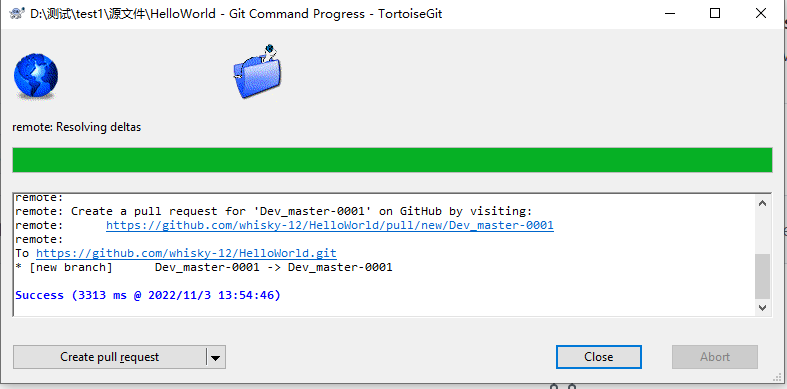 D:\测试\test1\源文件\HelloWorld - Git Command Progress - TortoiseGit
remote: Resolving deltas
remote:
remote: Create a pull request for 'Dev_master-0001' on GitHub by visiting:
remote:      https://github.com/whisky-12/HelloWorld/pull/new/Dev_master-0001
remote:
To https://github.com/whisky-12/HelloWorld.git
* [new branch]      Dev_master-0001 -> Dev_master-0001
Success (3313 ms @ 2022/11/3 13:54:46)
Create pull request
Close
Abort